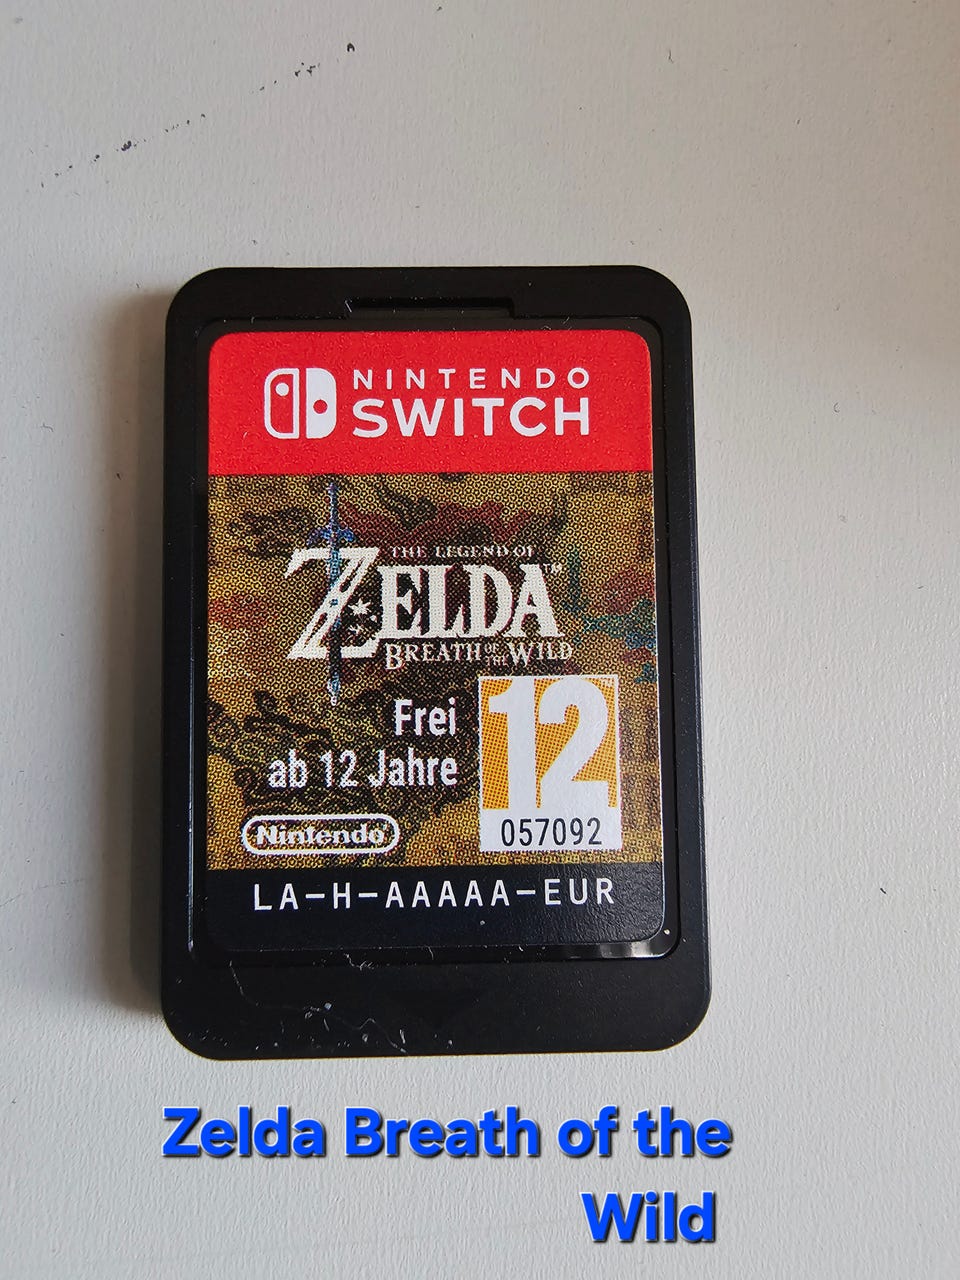 NINTENDO
SWITCH
THE LEGEND OF
ZELDA™
BREATH OF THE WILD
Frei
ab 12 Jahre
12
057092
Nintendo
LA-H-AAAAA-EUR
Zelda Breath of the
Wild